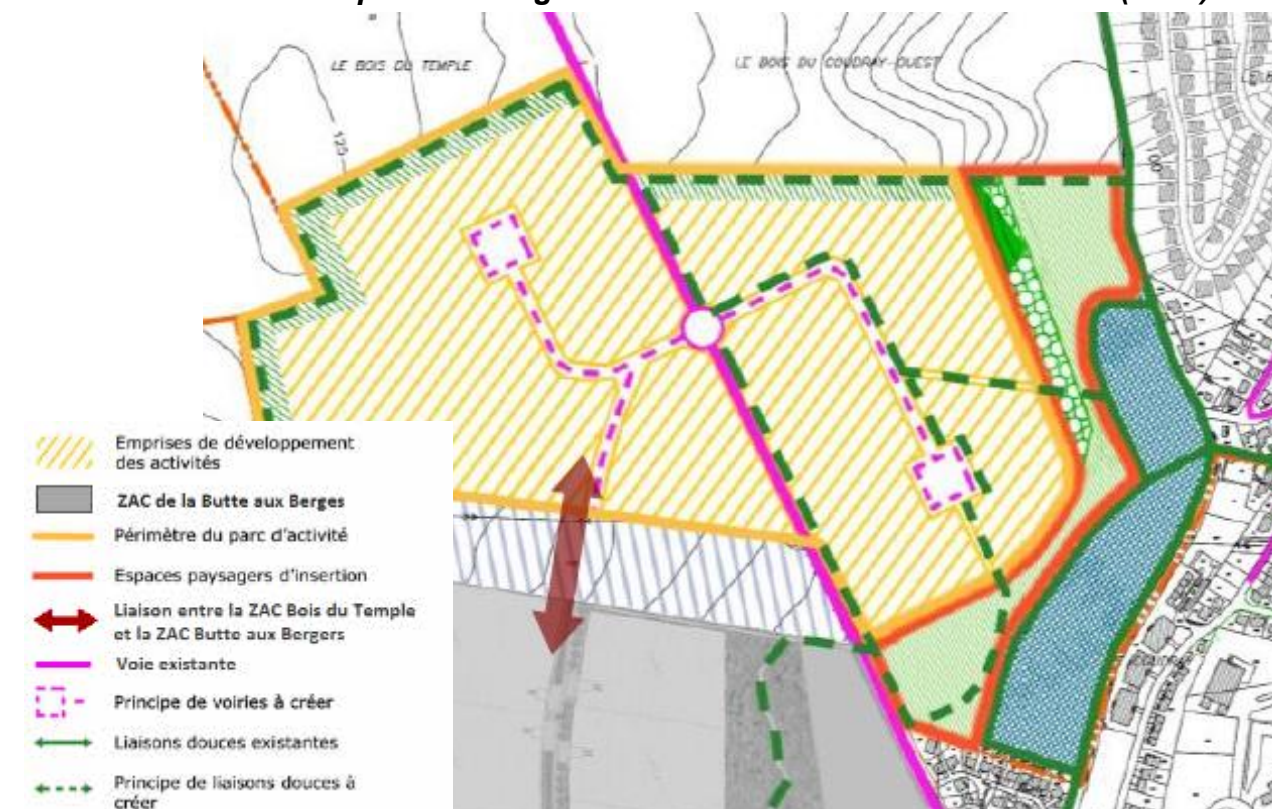 LE BOIS DU TEMPLE
LE BOIS DU COUDRAY-OUEST
125
100
Emprises de développement
des activités
ZAC de la Butte aux Berges
Périmètre du parc d'activité
Espaces paysagers d'insertion
Liaison entre la ZAC Bois du Temple
et la ZAC Butte aux Bergers
Voie existante
Principe de voiries à créer
Liaisons douces existantes
Principe de liaisons douces à
créer